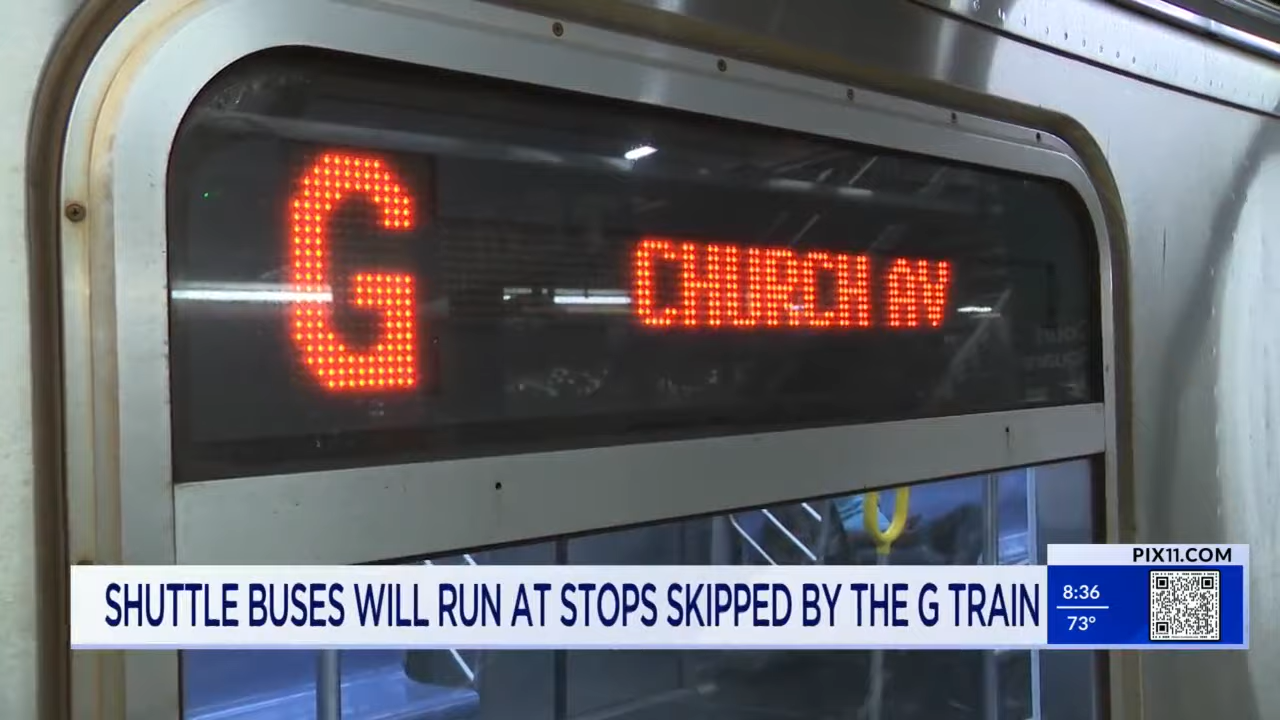 G CHURCH AV
PIX11.COM
SHUTTLE BUSES WILL RUN AT STOPS SKIPPED BY THE G TRAIN
8:36
73°